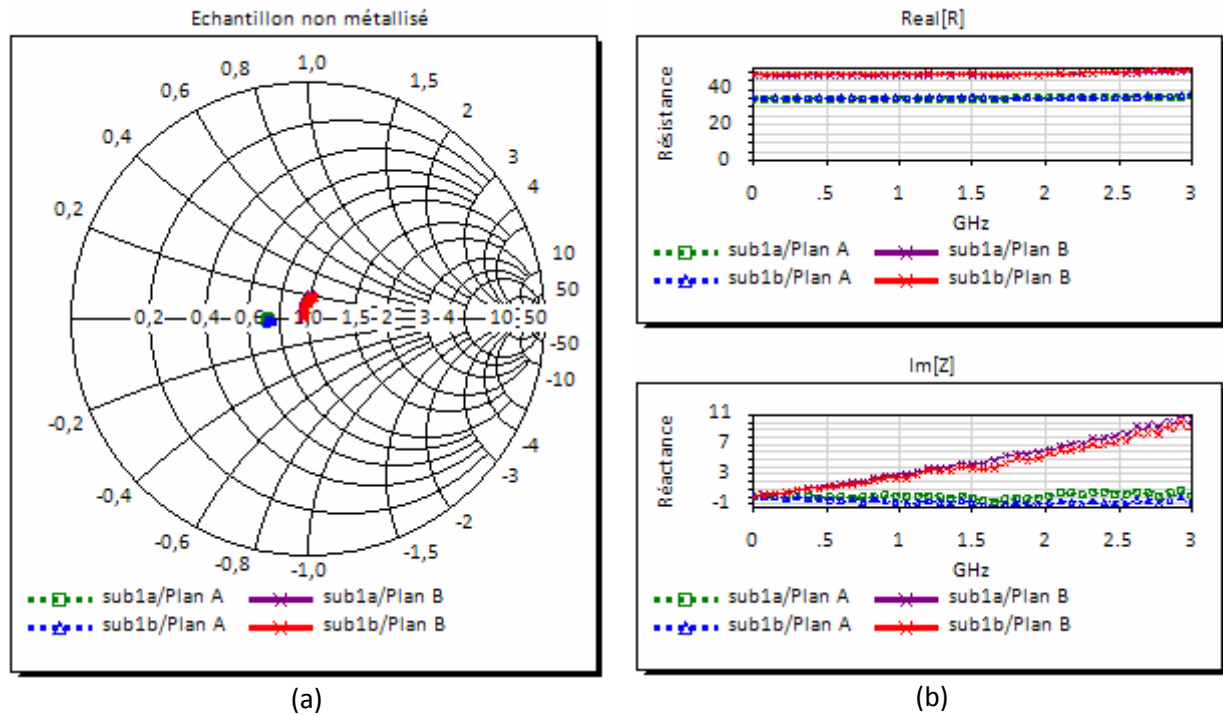 Echantillon non métallisé
1,0
0,8
1,5
0,6
2
0,4
3
4
0,2
10
50
0,2 0,4 0,6 1,0 1,5 2 3 4 10 50
-50
-10
-0,2
-4
-3
-0,4
-2
-0,6
-1,5
-0,8
-1,0
sub1a/Plan A sub1a/Plan B
sub1b/Plan A sub1b/Plan B
(a)
Real[R]
Résistance
40
20
0
0 .5 1 1.5 2 2.5 3
GHz
sub1a/Plan A sub1a/Plan B
sub1b/Plan A sub1b/Plan B
Im[Z]
Réactance
11
7
3
-1
0 .5 1 1.5 2 2.5 3
GHz
sub1a/Plan A sub1a/Plan B
sub1b/Plan A sub1b/Plan B
(b)